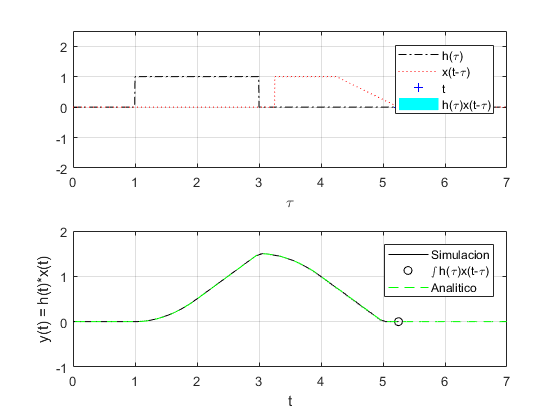 2
1
0
-1
-2
0 1 2 3 4 5 6 7
τ
h(τ)
x(t-τ)
t
h(τ)x(t-τ)
y(t) = h(t)*x(t)
2
1
0
-1
0 1 2 3 4 5 6 7
t
Simulacion
∫h(τ)x(t-τ)
Analitico